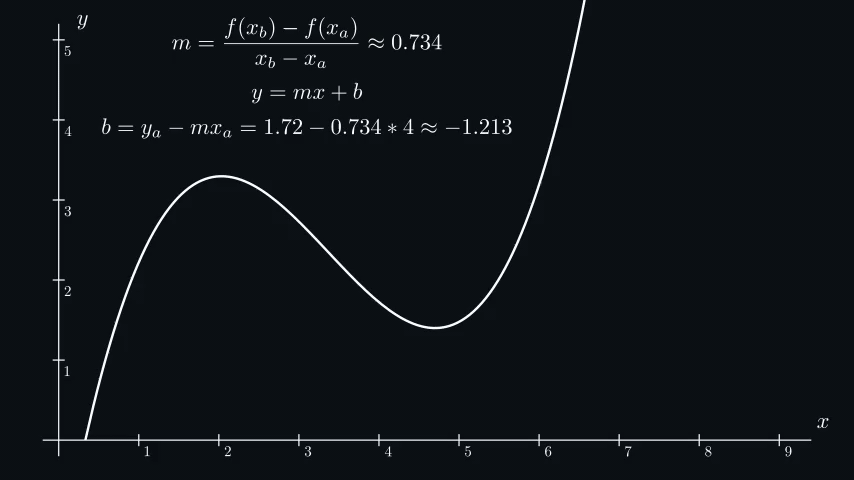 y
m = \frac{f(x_b) - f(x_a)}{x_b - x_a} ≈ 0.734
y = mx + b
b = y_a − mx_a = 1.72 − 0.734 ∗ 4 ≈ −1.213
5
4
3
2
1
x
1 2 3 4 5 6 7 8 9